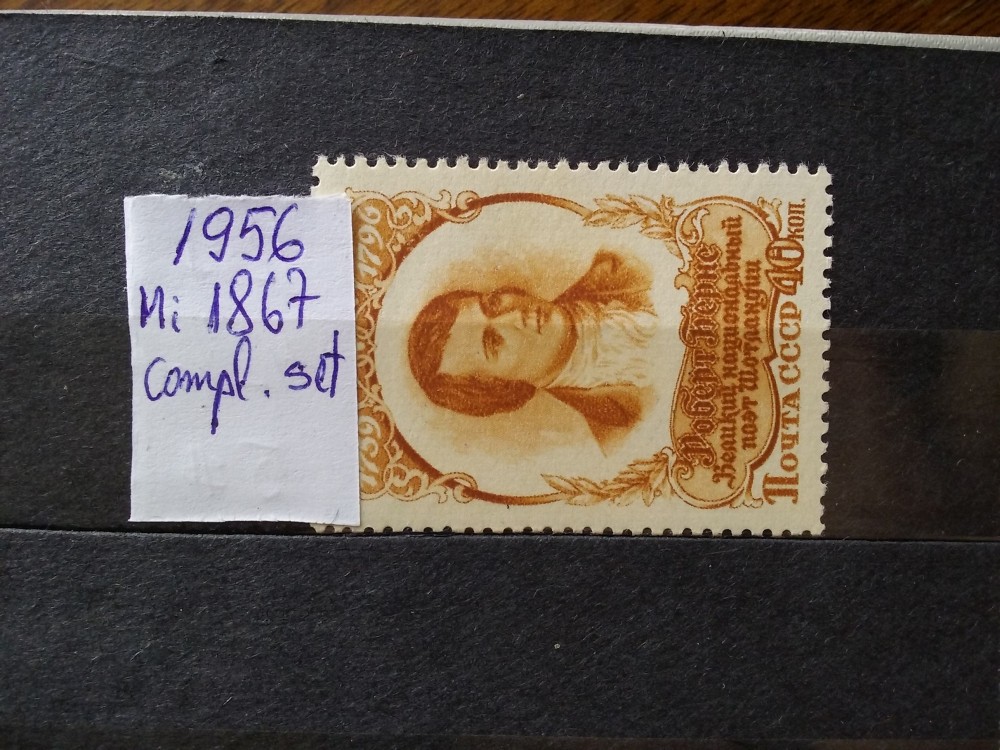 1956
Mi 1867
compl. set
1759
1796
Роберт Бернс
Великий национальный
поэт Шотландии
ПОЧТА СССР 40 КОП.